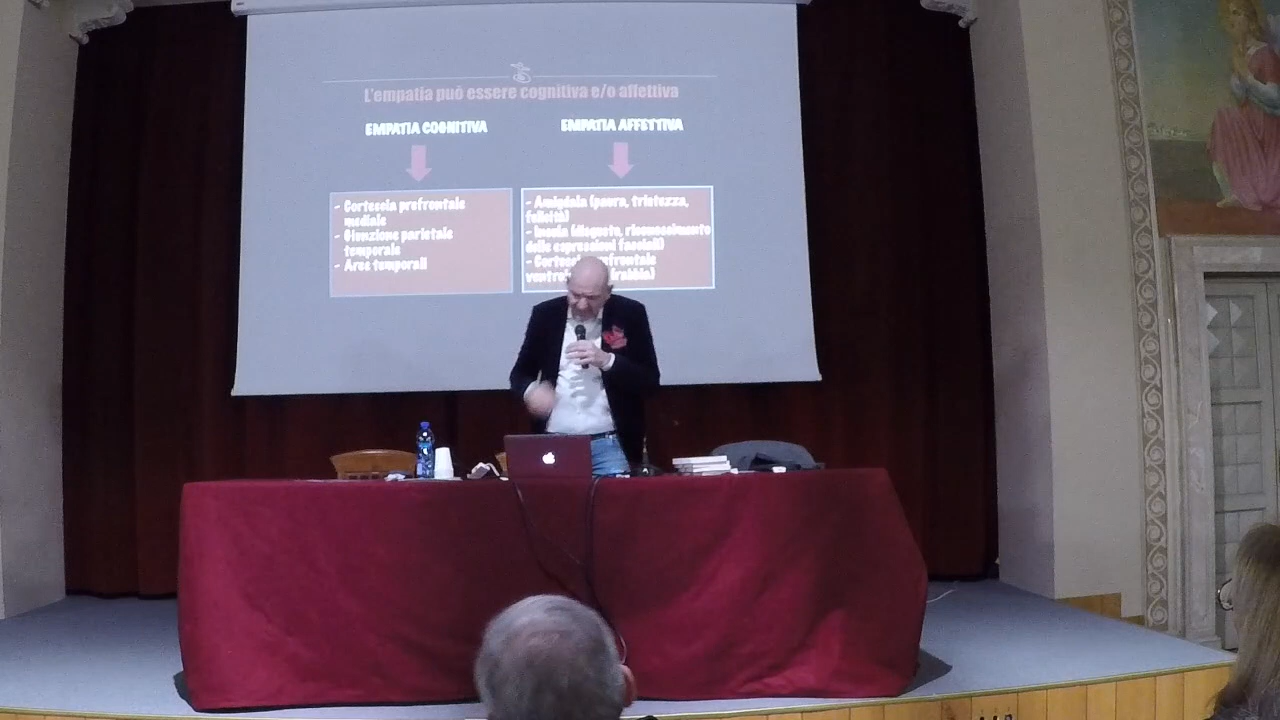 L'empatia può essere cognitiva e/o affettiva
EMPATIA COGNITIVA
EMPATIA AFFETTIVA
- Corteccia prefrontale
mediale
- Giunzione parietale
temporale
- Aree temporali
- Amigdala (paura, tristezza,
felicità)
- Insula (disgusto, riconoscimento
delle espressioni facciali)
- Corteccia prefrontale
rabbia)